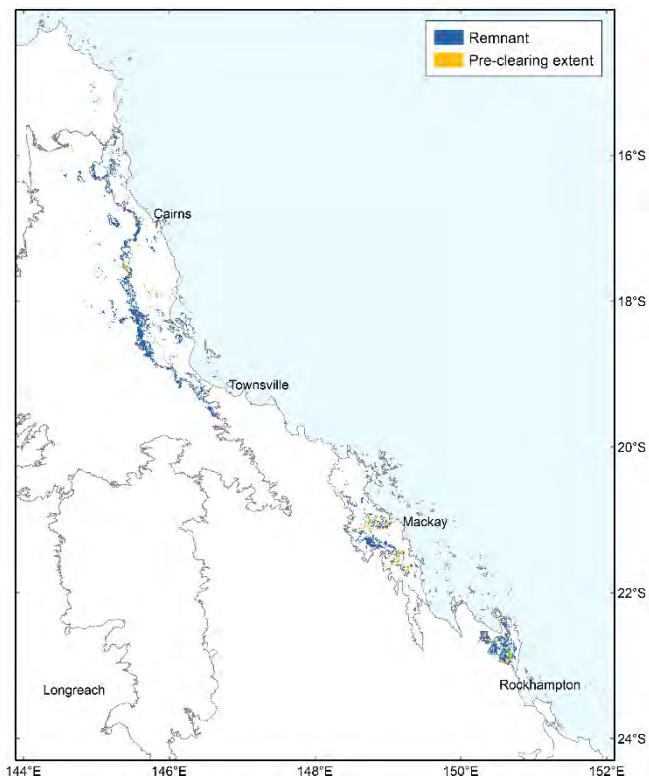 Remnant
Pre-clearing extent
16°S
Cairns
18°S
Townsville
20°S
Mackay
22°S
Longreach
Rockhampton
24°S
144°E
146°E
148°E
150°E
152°E